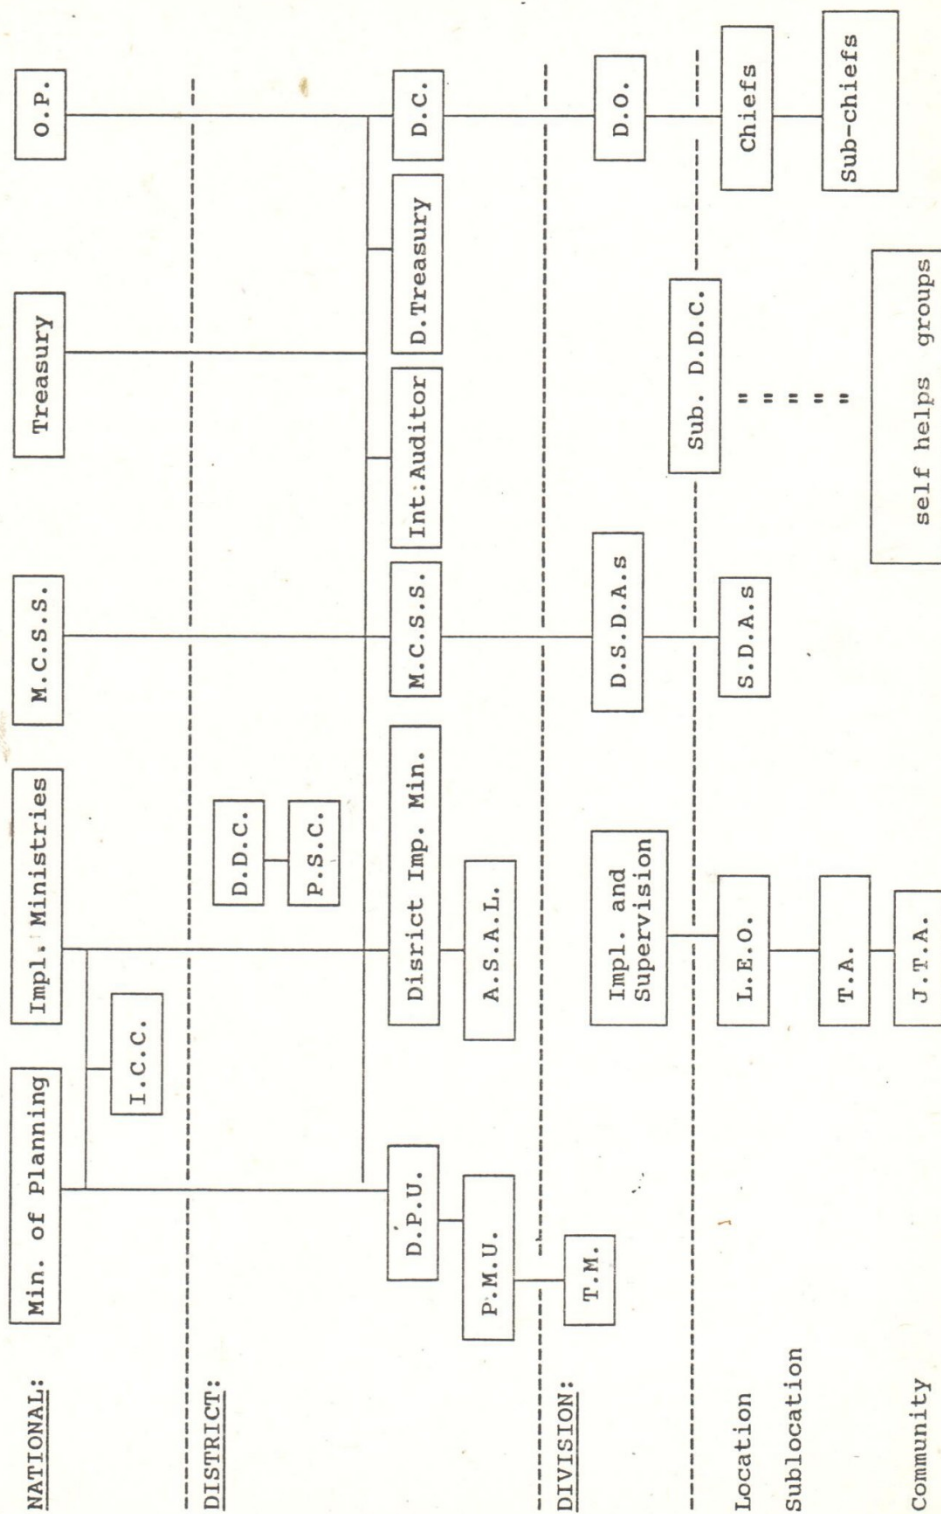 NATIONAL:
Min. of Planning
Impl. Ministries
M.C.S.S.
Treasury
O.P.
I.C.C.
DISTRICT:
D.D.C.
P.S.C.
D.P.U.
Disrict Imp. Min.
M.C.S.S.
Int:Auditor
D.Treasury
D.C.
P.M.U.
A.S.A.L.
DIVISION:
T.M.
Impl. and
Supervision
D.S.D.A.s
D.O.
Sub. D.D.C.
Location
L.E.O.
S.D.A.s
"
Chiefs
"
Sublocation
"
"
T.A.
"
Sub-chiefs
Community
J.T.A.
self helps groups